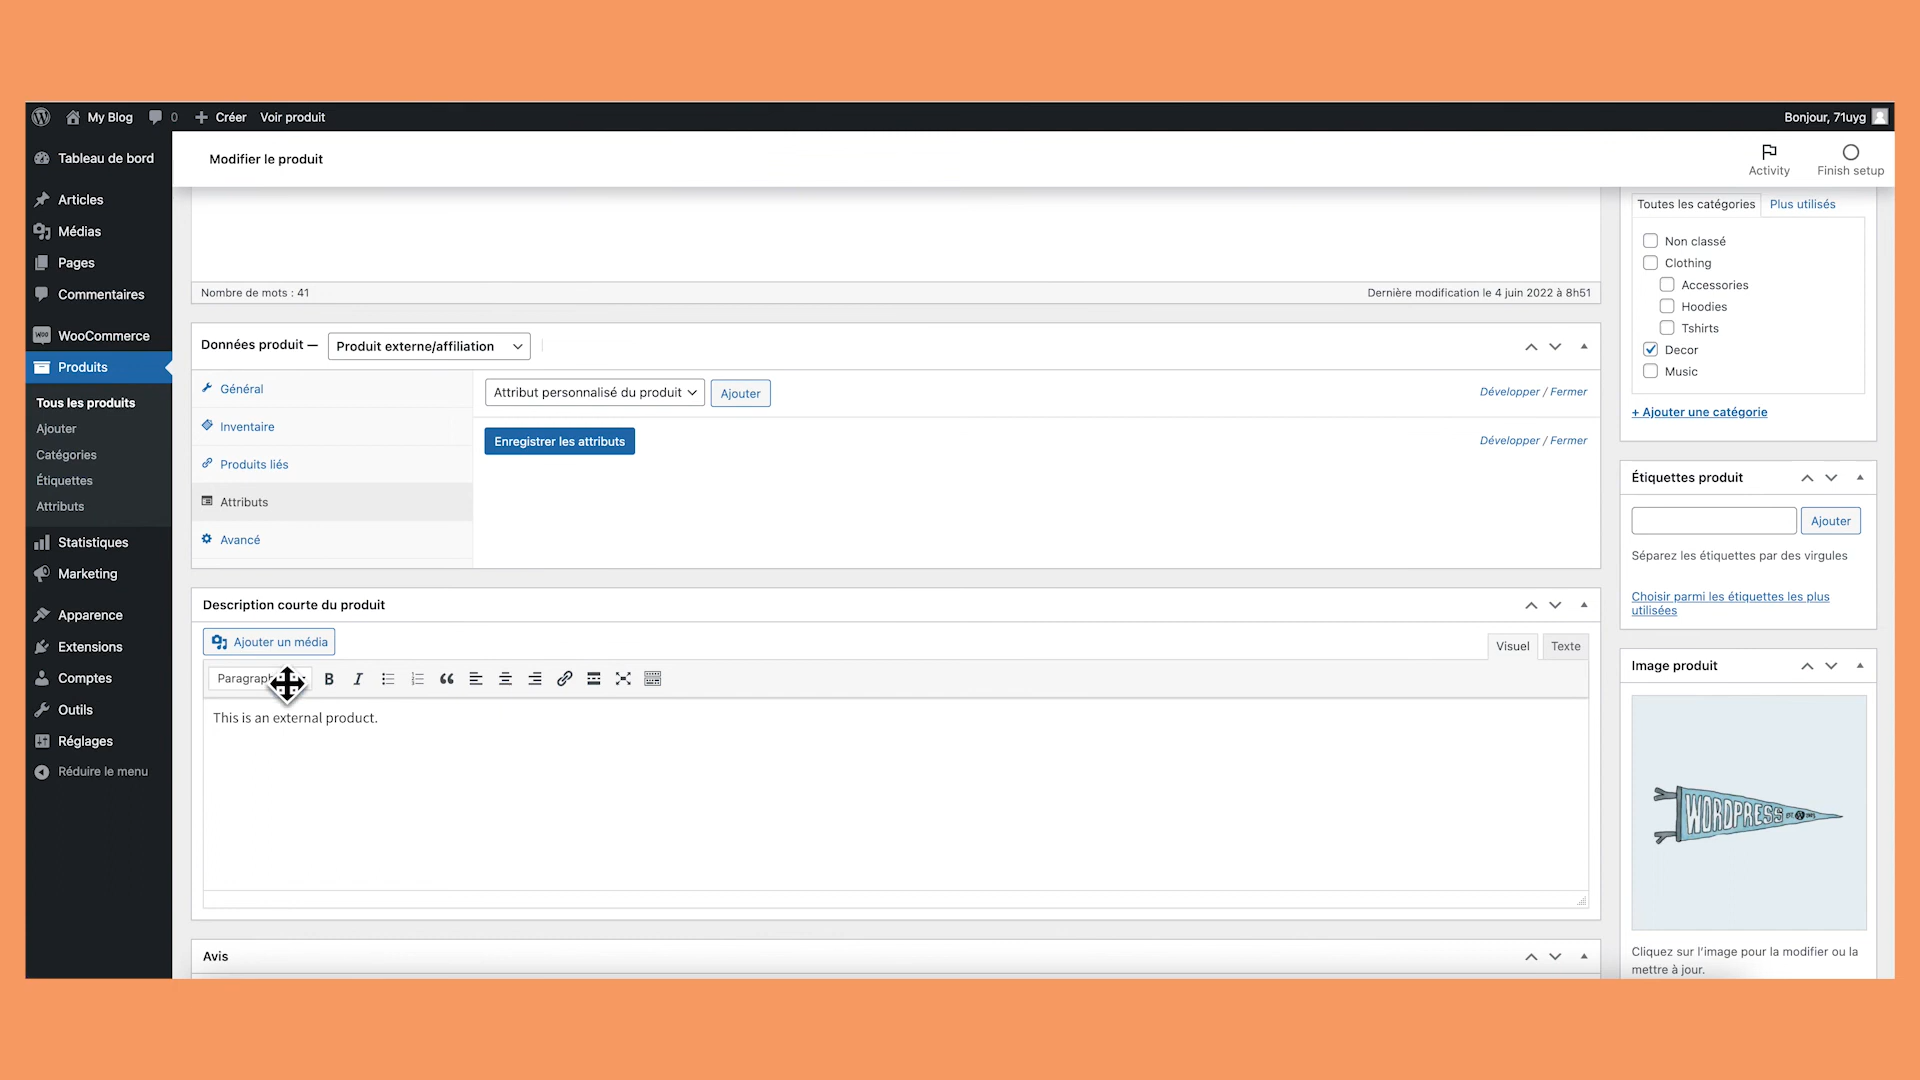 My Blog
0
Créer
Voir produit
Bonjour, 71uyg
Tableau de bord
Articles
Médias
Pages
Commentaires
WooCommerce
Produits
Tous les produits
Ajouter
Catégories
Étiquettes
Attributs
Statistiques
Marketing
Apparence
Extensions
Comptes
Outils
Réglages
Réduire le menu
Modifier le produit
Activity
Finish setup
Nombre de mots : 41
Dernière modification le 4 juin 2022 à 8h51
Données produit —
Produit externe/affiliation
Général
Inventaire
Produits liés
Attributs
Avancé
Attribut personnalisé du produit
Ajouter
Développer / Fermer
Enregistrer les attributs
Développer / Fermer
Description courte du produit
Ajouter un média
Visuel
Texte
Paragraph
This is an external product.
Avis
Toutes les catégories
Plus utilisés
Non classé
Clothing
Accessories
Hoodies
Tshirts
Decor
Music
+ Ajouter une catégorie
Étiquettes produit
Ajouter
Séparez les étiquettes par des virgules
Choisir parmi les étiquettes les plus
utilisées
Image produit
WORDPRESS
Cliquez sur l'image pour la modifier ou la
mettre à jour.